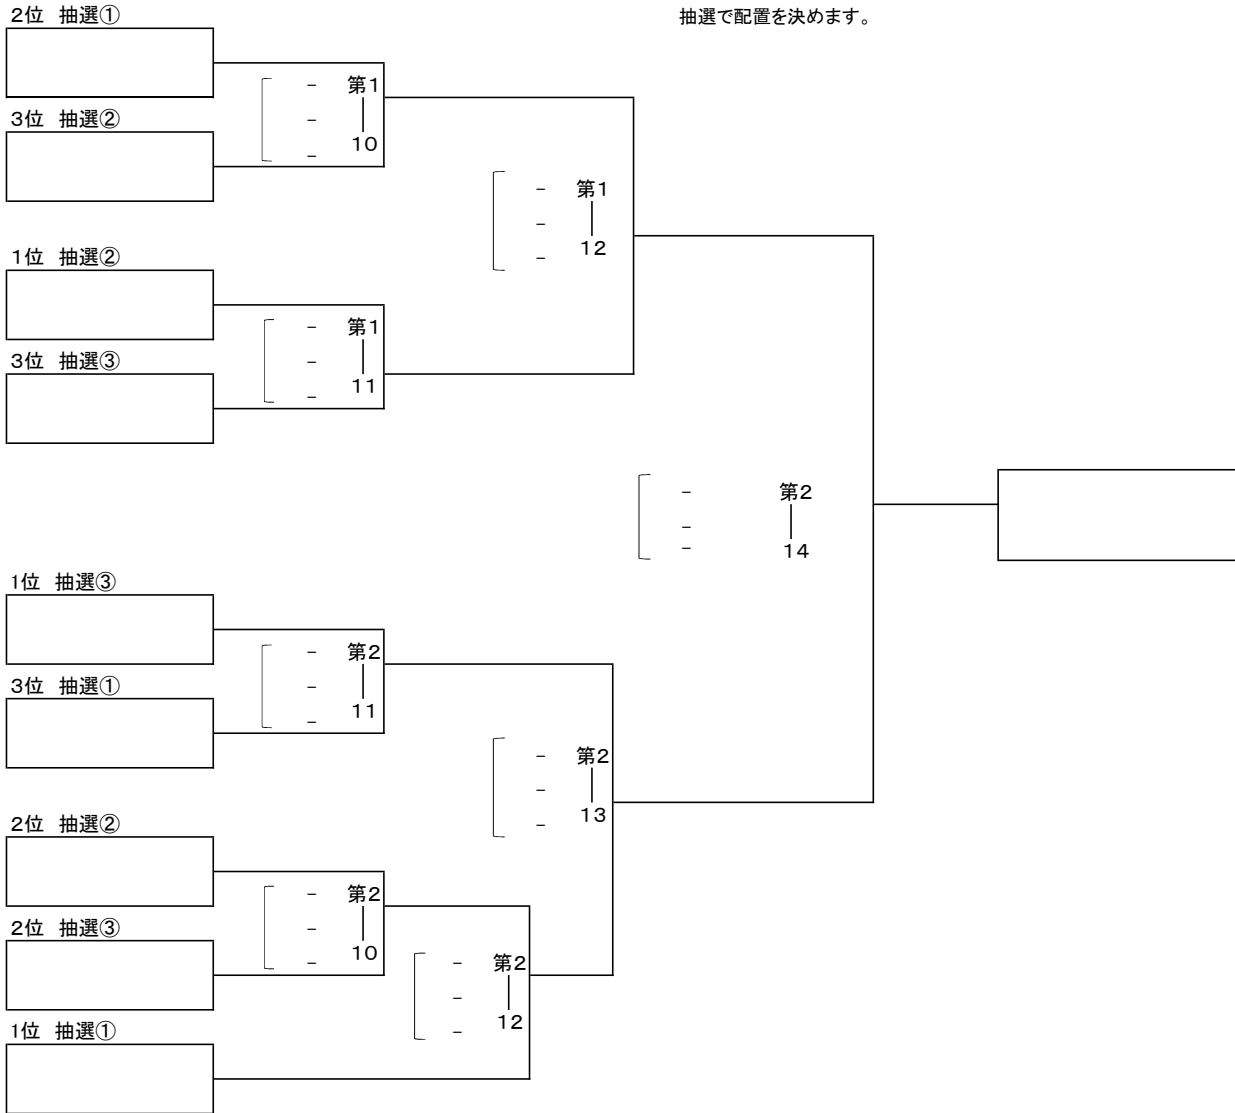 2位 抽選①
抽選で配置を決めます。
- 第1
-
- 10
3位 抽選②
- 第1
-
- 12
1位 抽選②
- 第1
-
- 11
3位 抽選③
- 第2
-
- 14
1位 抽選③
- 第2
-
- 11
3位 抽選①
- 第2
-
- 13
2位 抽選②
- 第2
-
- 10
2位 抽選③
- 第2
-
- 12
1位 抽選①